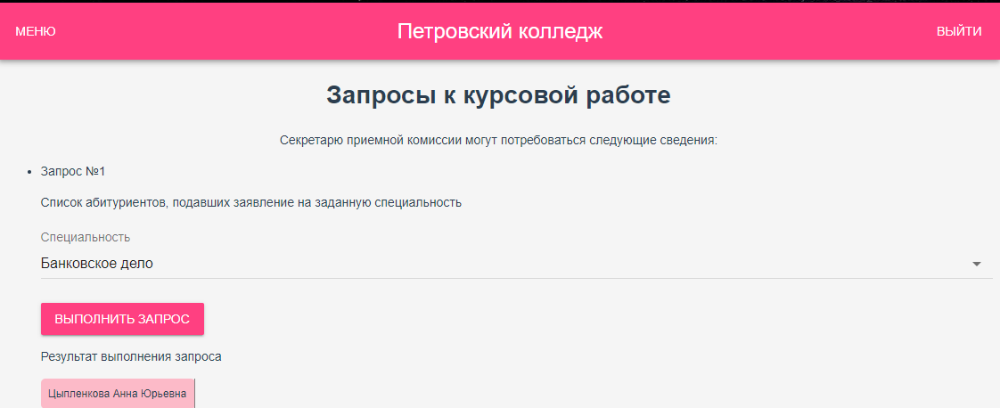 МЕНЮ Петровский колледж ВЫЙТИ
Запросы к курсовой работе
Секретарю приемной комиссии могут потребоваться следующие сведения:
• Запрос №1
Список абитуриентов, подавших заявление на заданную специальность
Специальность
Банковское дело
ВЫПОЛНИТЬ ЗАПРОС
Результат выполнения запроса
Цыпленкова Анна Юрьевна